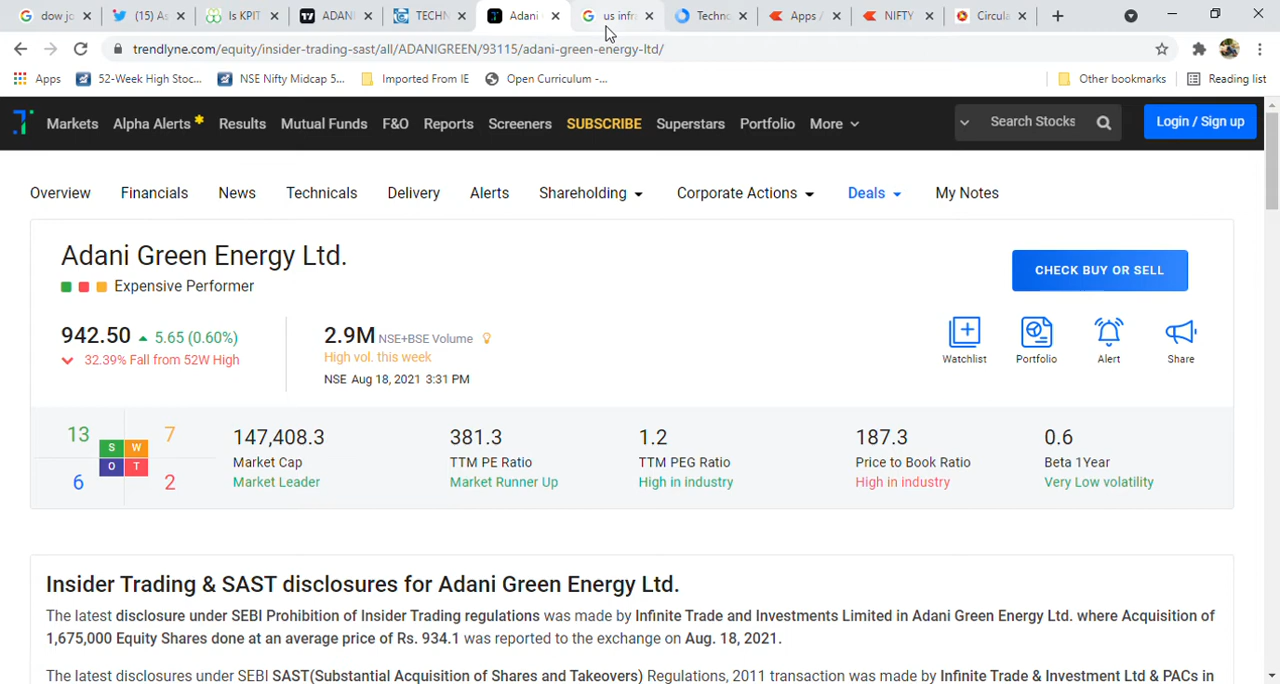 dow jo
(15) As
Is KPIT
ADANI
TECHN
Adani
us infra
Techno
Apps /
NIFTY
Circula
trendlyne.com/equity/insider-trading-sast/all/ADANIGREEN/93115/adani-green-energy-ltd/
Apps 52-Week High Stoc... NSE Nifty Midcap 5... Imported From IE Open Curriculum -... Other bookmarks Reading list
Markets Alpha Alerts Results Mutual Funds F&O Reports Screeners SUBSCRIBE Superstars Portfolio More Search Stocks Login / Sign up
Overview Financials News Technicals Delivery Alerts Shareholding Corporate Actions Deals My Notes
Adani Green Energy Ltd.
Expensive Performer
CHECK BUY OR SELL
942.50 5.65 (0.60%)
32.39% Fall from 52W High
2.9M NSE+BSE Volume
High vol. this week
NSE Aug 18, 2021 3:31 PM
Watchlist Portfolio Alert Share
13 7
S W
O T
6 2
147,408.3
Market Cap
Market Leader
381.3
TTM PE Ratio
Market Runner Up
1.2
TTM PEG Ratio
High in industry
187.3
Price to Book Ratio
High in industry
0.6
Beta 1Year
Very Low volatility
Insider Trading & SAST disclosures for Adani Green Energy Ltd.
The latest disclosure under SEBI Prohibition of Insider Trading regulations was made by Infinite Trade and Investments Limited in Adani Green Energy Ltd. where Acquisition of
1,675,000 Equity Shares done at an average price of Rs. 934.1 was reported to the exchange on Aug. 18, 2021.
The latest disclosures under SEBI SAST(Substantial Acquisition of Shares and Takeovers) Regulations, 2011 transaction was made by Infinite Trade & Investment Ltd & PACs in